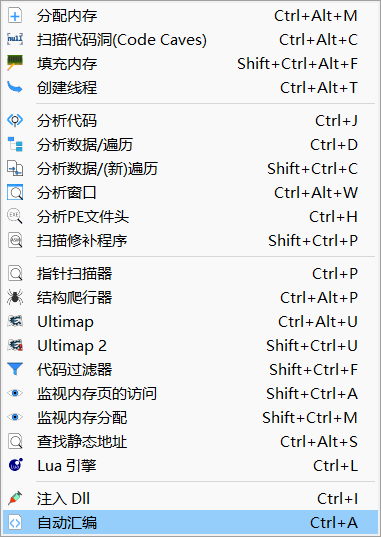 分配内存 Ctrl+Alt+M
null 扫描代码洞(Code Caves) Ctrl+Alt+C
填充内存 Shift+Ctrl+Alt+F
创建线程 Ctrl+Alt+T
分析代码 Ctrl+J
分析数据/遍历 Ctrl+D
分析数据/(新)遍历 Shift+Ctrl+C
分析窗口 Ctrl+Alt+W
EXE 分析PE文件头 Ctrl+H
扫描修补程序 Shift+Ctrl+P
指针扫描器 Ctrl+P
结构爬行器 Ctrl+Alt+P
Ultimap Ctrl+Alt+U
Ultimap 2 Shift+Ctrl+U
代码过滤器 Shift+Ctrl+F
监视内存页的访问 Shift+Ctrl+A
监视内存分配 Shift+Ctrl+M
查找静态地址 Ctrl+Alt+S
Lua 引擎 Ctrl+L
注入 Dll Ctrl+I
自动汇编 Ctrl+A